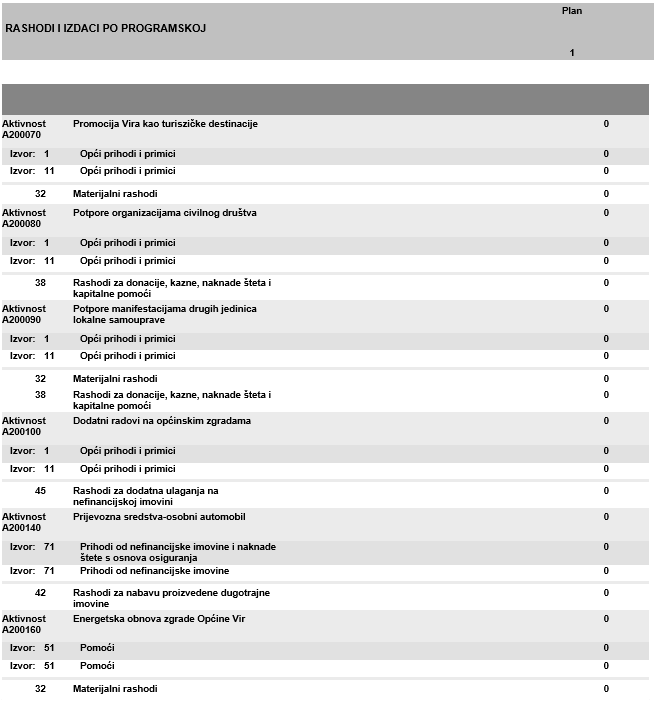 Plan
RASHODI I IZDACI PO PROGRAMSKOJ
1
Aktivnost Promocija Vira kao turiszičke destinacije 0
A200070
Izvor: 1 Opći prihodi i primici 0
Izvor: 11 Opći prihodi i primici 0
32 Materijalni rashodi 0
Aktivnost Potpore organizacijama civilnog društva 0
A200080
Izvor: 1 Opći prihodi i primici 0
Izvor: 11 Opći prihodi i primici 0
38 Rashodi za donacije, kazne, naknade šteta i 0
kapitalne pomoći
Aktivnost Potpore manifestacijama drugih jedinica 0
A200090 lokalne samouprave
Izvor: 1 Opći prihodi i primici 0
Izvor: 11 Opći prihodi i primici 0
32 Materijalni rashodi 0
38 Rashodi za donacije, kazne, naknade šteta i 0
kapitalne pomoći
Aktivnost Dodatni radovi na općinskim zgradama 0
A200100
Izvor: 1 Opći prihodi i primici 0
Izvor: 11 Opći prihodi i primici 0
45 Rashodi za dodatna ulaganja na 0
nefinancijskoj imovini
Aktivnost Prijevozna sredstva-osobni automobil 0
A200140
Izvor: 71 Prihodi od nefinancijske imovine i naknade 0
štete s osnova osiguranja
Izvor: 71 Prihodi od nefinancijske imovine 0
42 Rashodi za nabavu proizvedene dugotrajne 0
imovine
Aktivnost Energetska obnova zgrade Općine Vir 0
A200160
Izvor: 51 Pomoći 0
Izvor: 51 Pomoći 0
32 Materijalni rashodi 0